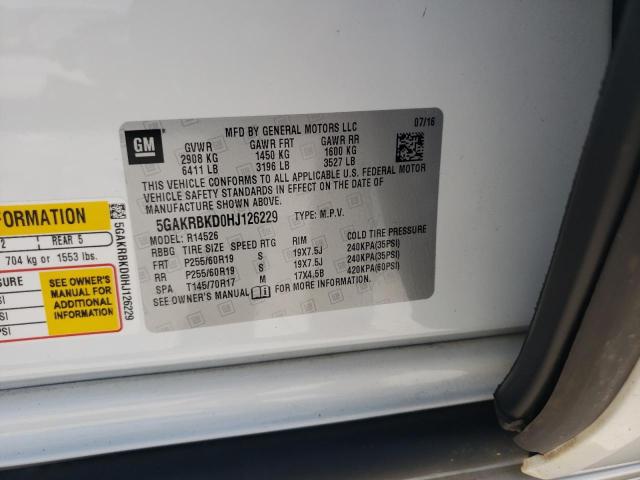 GM
MFD BY GENERAL MOTORS LLC
07/16
GVWR GAWR FRT GAWR RR
2908 KG 1450 KG 1600 KG
6411 LB 3196 LB 3527 LB
THIS VEHICLE CONFORMS TO ALL APPLICABLE U.S. FEDERAL MOTOR
VEHICLE SAFETY STANDARDS IN EFFECT ON THE DATE OF
MANUFACTURE SHOWN ABOVE.
5GAKRBKD0HJ126229 TYPE: M.P.V.
MODEL: R14526
RBBG TIRE SIZE SPEED RTG RIM COLD TIRE PRESSURE
FRT P255/60R19 S 19X7.5J 240KPA(35PSI)
RR P255/60R19 S 19X7.5J 240KPA(35PSI)
SPA T145/70R17 M 17X4.5B 420KPA(60PSI)
SEE OWNER'S MANUAL FOR MORE INFORMATION.
FORMATION
2 REAR 5
704 kg or 1553 lbs.
SURE
SEE OWNER'S
MANUAL FOR
ADDITIONAL
INFORMATION
SI
SI
PSI
5GAKRBKD0HJ126229